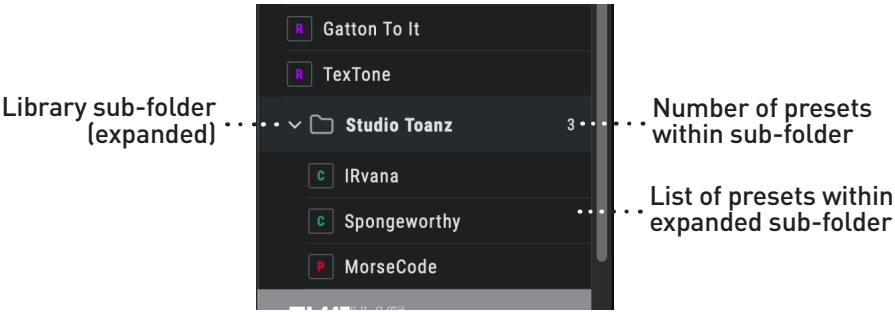 R Gatton To It
R TexTone
Library sub-folder
(expanded)
Studio Toanz 3
Number of presets
within sub-folder
C IRvana
List of presets within
expanded sub-folder
C Spongeworthy
P MorseCode